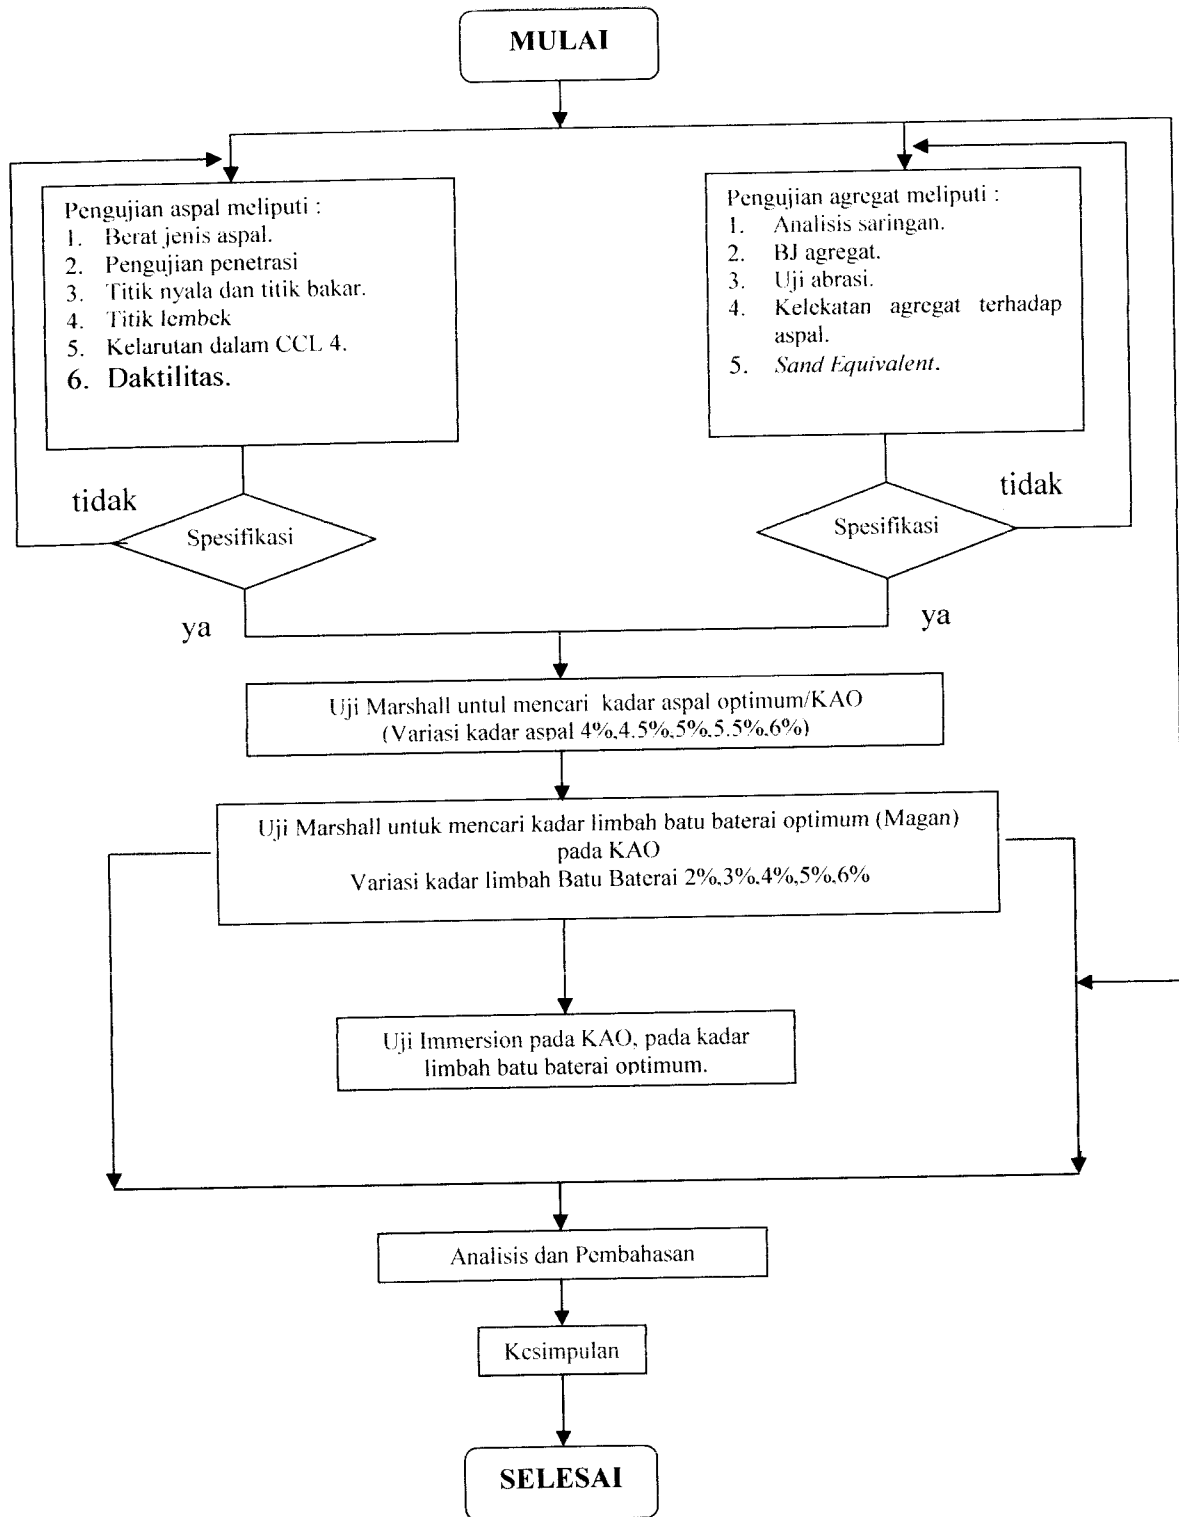 MULAI
Pengujian aspal meliputi :
1. Berat jenis aspal.
2. Pengujian penetrasi
3. Titik nyala dan titik bakar.
4. Titik lembek
5. Kelarutan dalam CCL 4.
6. Daktilitas.
Pengujian agregat meliputi :
1. Analisis saringan.
2. BJ agregat.
3. Uji abrasi.
4. Kelekatan agregat terhadap
aspal.
5. Sand Equivalent.
tidak
Spesifikasi
ya
tidak
Spesifikasi
ya
Uji Marshall untul mencari kadar aspal optimum/KAO
(Variasi kadar aspal 4%,4.5%,5%,5.5%,6%)
Uji Marshall untuk mencari kadar limbah batu baterai optimum (Magan)
pada KAO
Variasi kadar limbah Batu Baterai 2%,3%,4%,5%,6%
Uji Immersion pada KAO, pada kadar
limbah batu baterai optimum.
Analisis dan Pembahasan
Kesimpulan
SELESAI